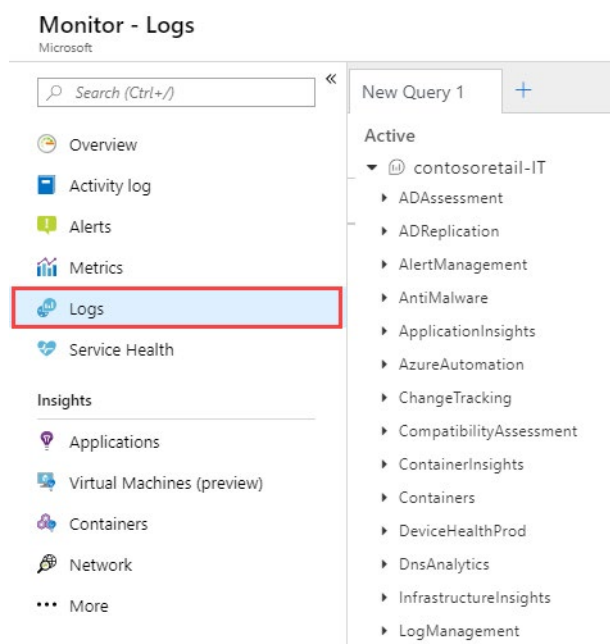 Monitor - Logs
Microsoft
Search (Ctrl+/)
«
Overview
Activity log
Alerts
Metrics
Logs
Service Health
Insights
Applications
Virtual Machines (preview)
Containers
Network
More
New Query 1
+
Active
contosoretail-IT
ADAssessment
ADReplication
AlertManagement
AntiMalware
ApplicationInsights
AzureAutomation
ChangeTracking
CompatibilityAssessment
ContainerInsights
Containers
DeviceHealthProd
DnsAnalytics
InfrastructureInsights
LogManagement